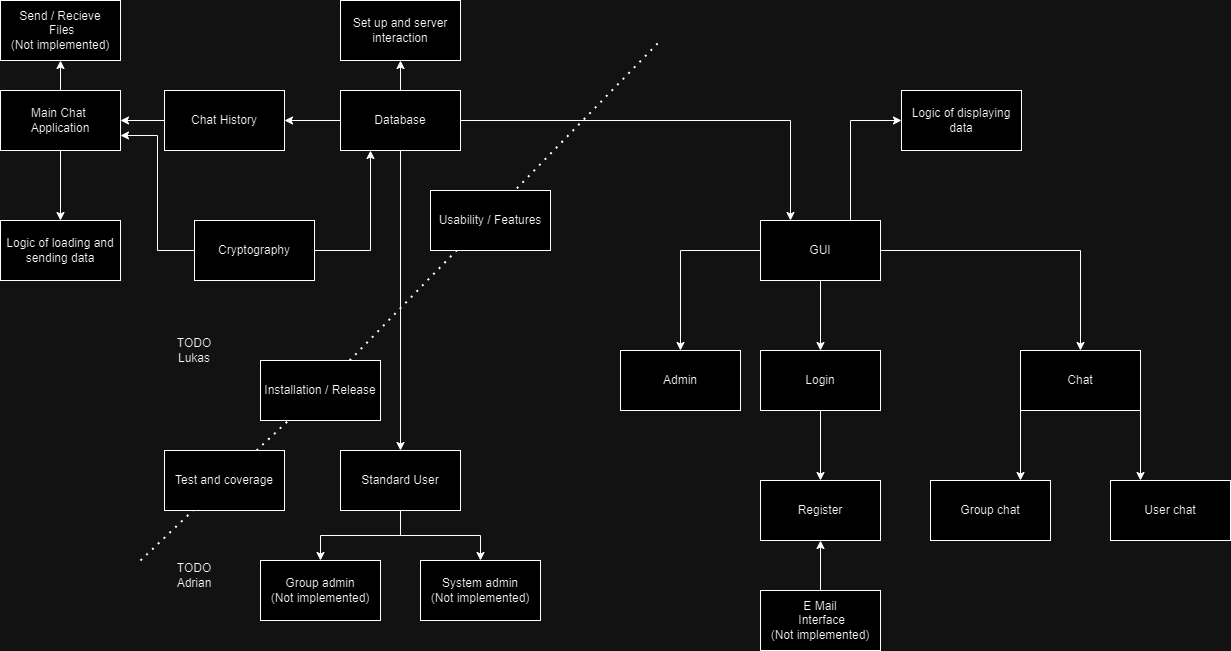 Send / Recieve
Files
(Not implemented)
Set up and server
interaction
Main Chat
Application
Chat History
Database
Logic of displaying
data
Usability / Features
Logic of loading and
sending data
Cryptography
GUI
TODO
Lukas
Installation / Release
Admin
Login
Chat
Test and coverage
Standard User
Register
Group chat
User chat
TODO
Adrian
Group admin
(Not implemented)
System admin
(Not implemented)
E Mail
Interface
(Not implemented)